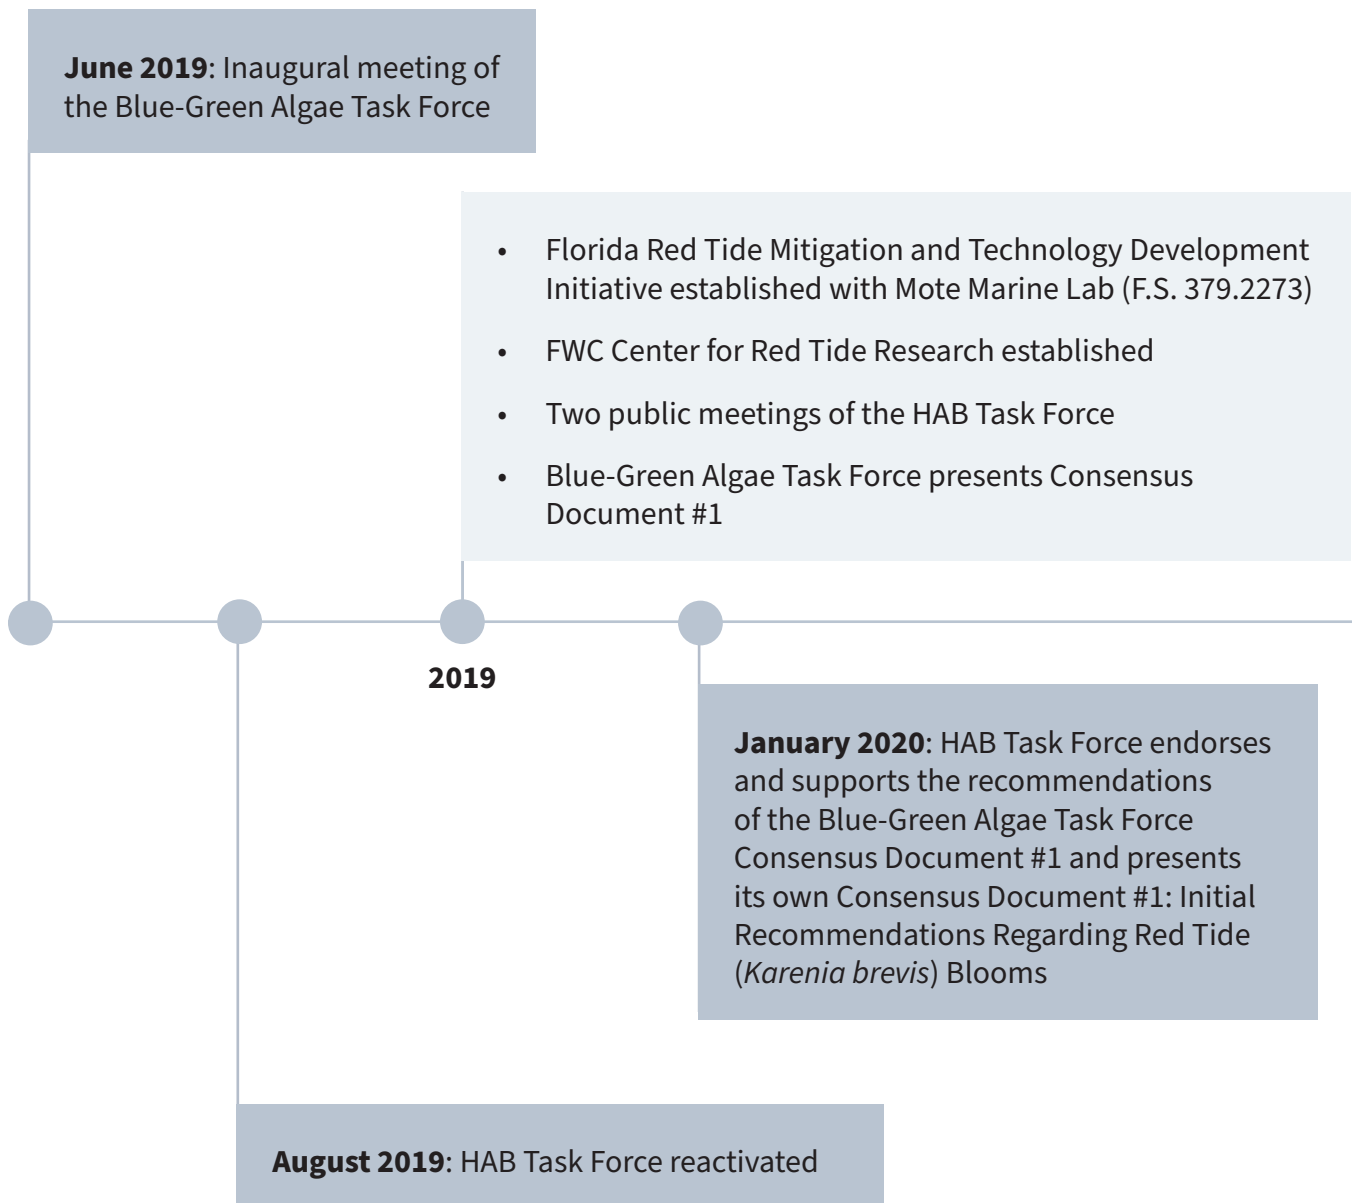 June 2019: Inaugural meeting of
the Blue-Green Algae Task Force
• Florida Red Tide Mitigation and Technology Development
Initiative established with Mote Marine Lab (F.S. 379.2273)
• FWC Center for Red Tide Research established
• Two public meetings of the HAB Task Force
• Blue-Green Algae Task Force presents Consensus
Document #1
2019
January 2020: HAB Task Force endorses
and supports the recommendations
of the Blue-Green Algae Task Force
Consensus Document #1 and presents
its own Consensus Document #1: Initial
Recommendations Regarding Red Tide
(Karenia brevis) Blooms
August 2019: HAB Task Force reactivated